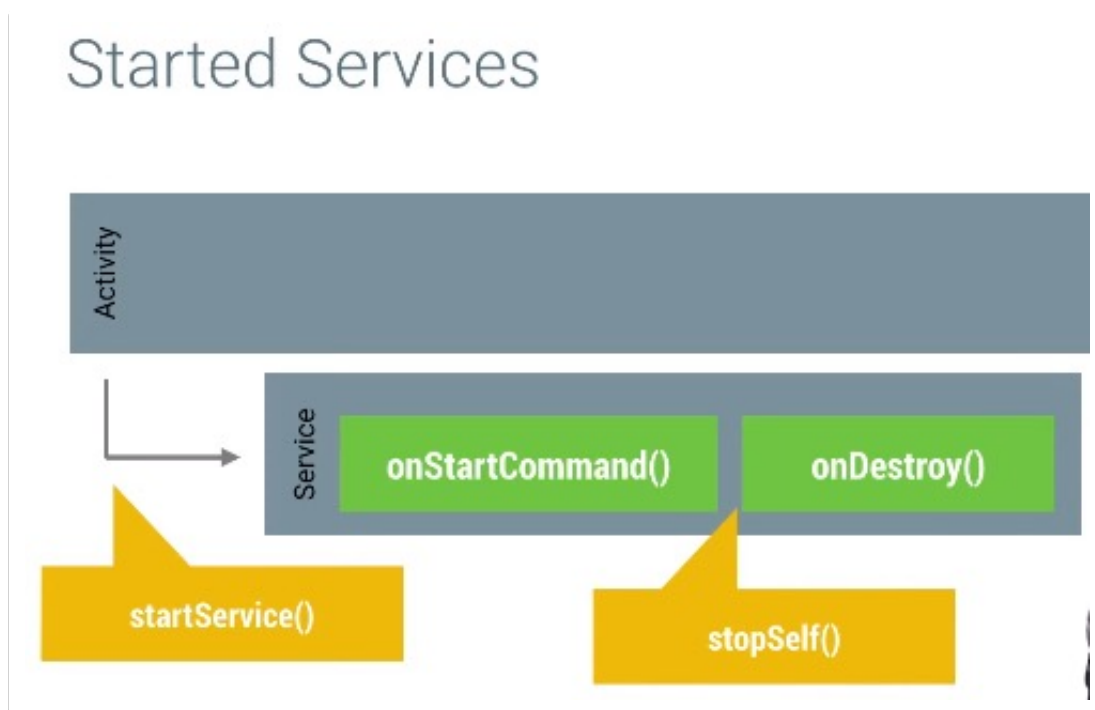 Started Services
Activity
Service
onStartCommand()
onDestroy()
startService()
stopSelf()